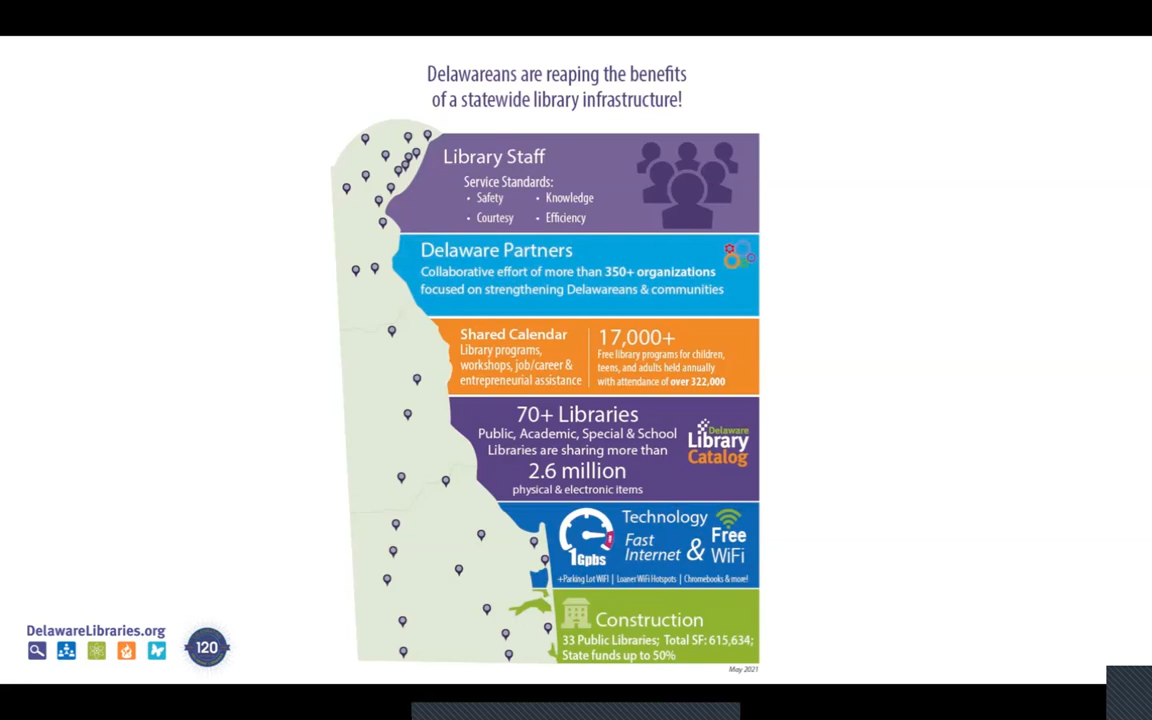 Delawareans are reaping the benefits
of a statewide library infrastructure!
Library Staff
Service Standards:
• Safety • Knowledge
• Courtesy • Efficiency
Delaware Partners
Collaborative effort of more than 350+ organizations
focused on strengthening Delawareans & communities
Shared Calendar
Library programs,
workshops, job/career &
entrepreneurial assistance
17,000+
Free library programs for children,
teens, and adults held annually
with attendance of over 322,000
70+ Libraries
Public, Academic, Special & School
Libraries are sharing more than
2.6 million
physical & electronic items
Delaware
Library
Catalog
1Gpbs
Technology
Fast
Internet
&
Free
WiFi
+Parking Lot WiFi | Loaner WiFi Hotspots | Chromebooks & more!
Construction
33 Public Libraries; Total SF: 615,634;
State funds up to 50%
May 2021
DelawareLibraries.org
120